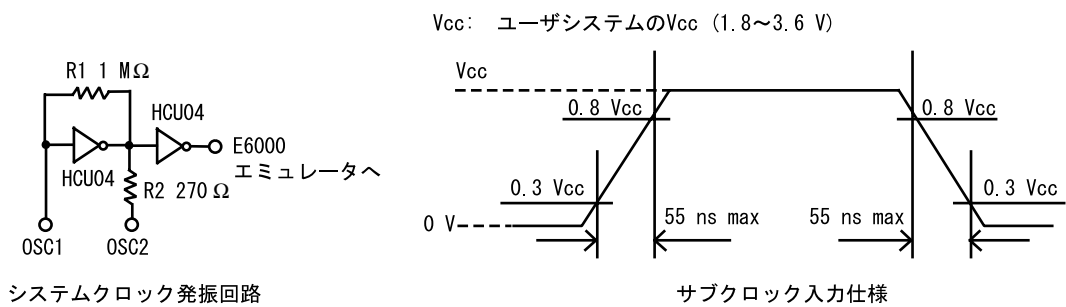 Vcc: ユーザシステムのVcc (1.8～3.6 V)
R1 1 MΩ
HCU04
HCU04
E6000
エミュレータへ
R2 270 Ω
OSC1
OSC2
システムクロック発振回路
Vcc
0.8 Vcc
0.8 Vcc
0.3 Vcc
0.3 Vcc
0 V
55 ns max
55 ns max
サブクロック入力仕様